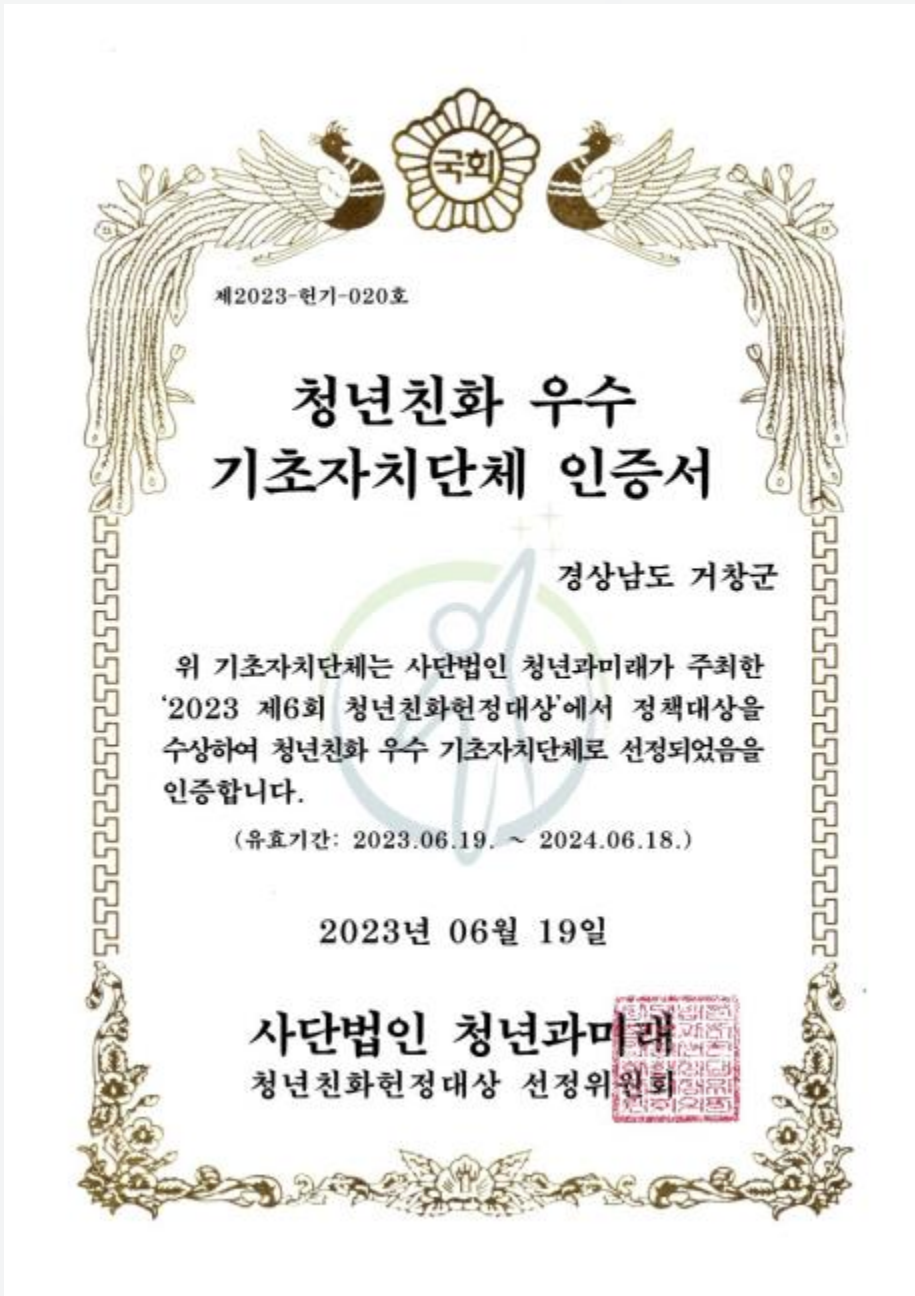 국회
제2023-헌기-020호
청년친화 우수
기초자치단체 인증서
경상남도 거창군
위 기초자치단체는 사단법인 청년과미래가 주최한
‘2023 제6회 청년친화헌정대상’에서 정책대상을
수상하여 청년친화 우수 기초자치단체로 선정되었음을
인증합니다.
(유효기간: 2023.06.19. ~ 2024.06.18.)
2023년 06월 19일
사단법인 청년과미래
청년친화헌정대상 선정위원회